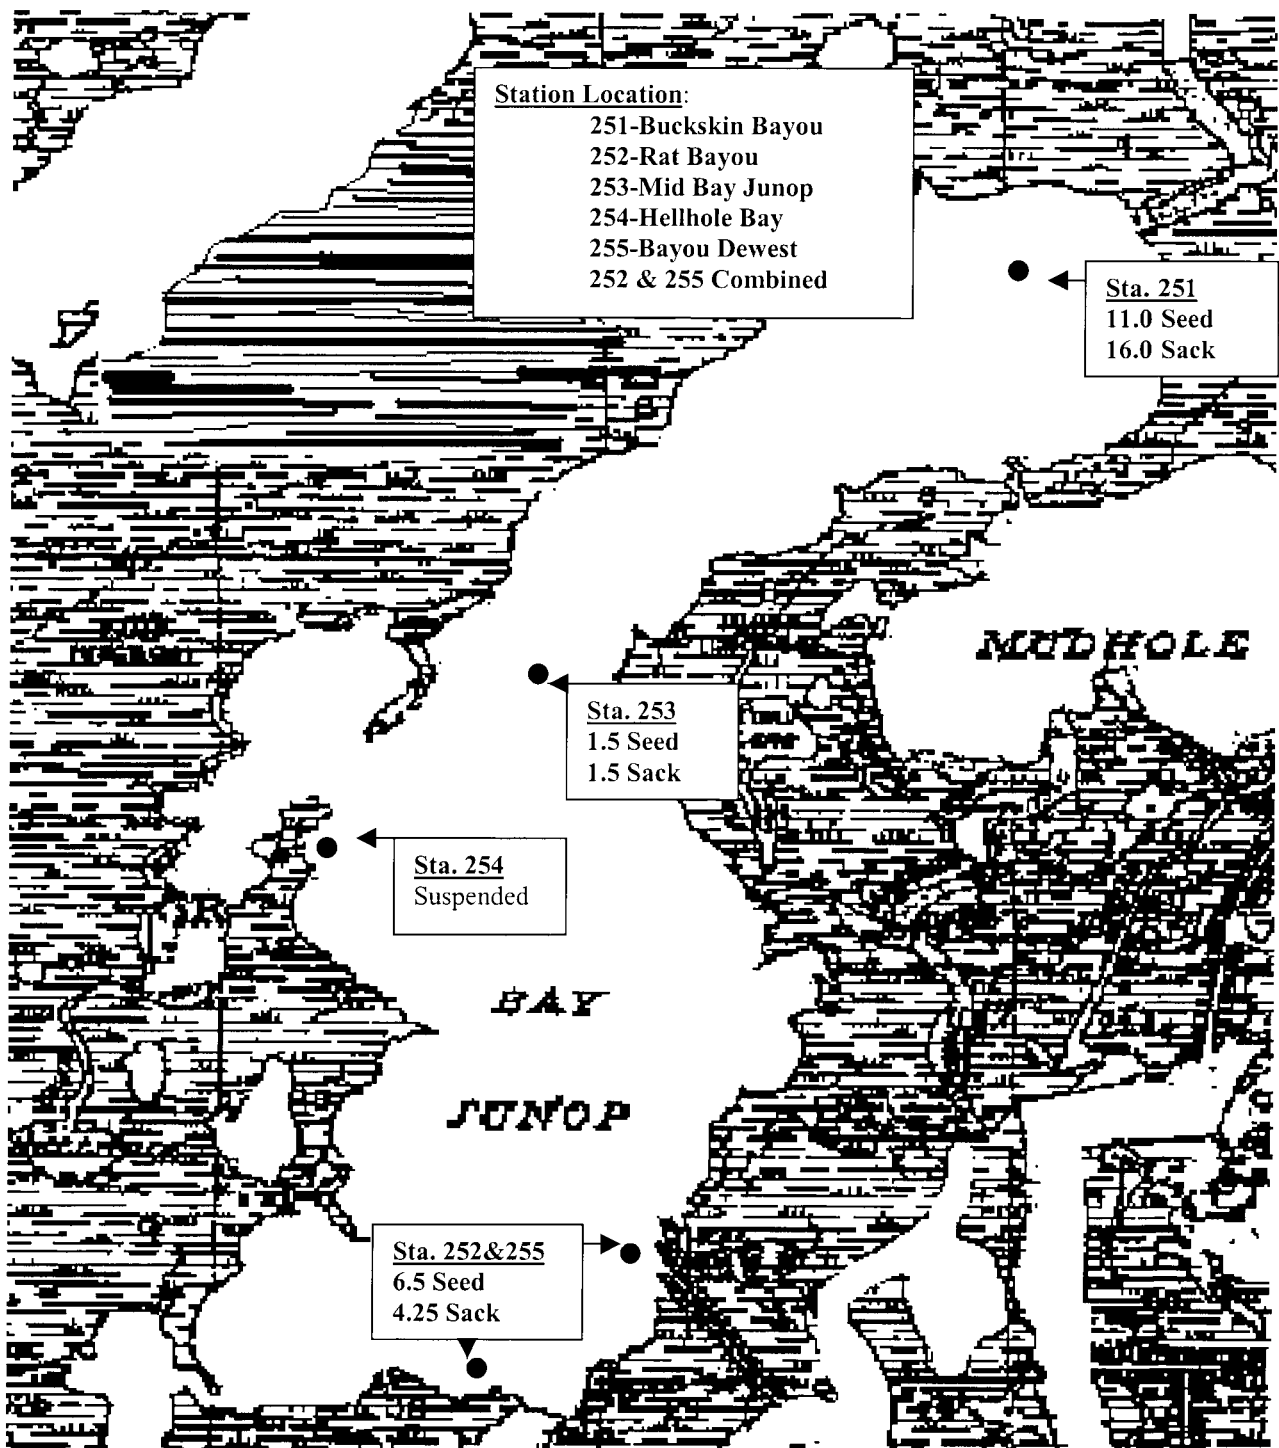 Station Location:
251-Buckskin Bayou
252-Rat Bayou
253-Mid Bay Junop
254-Hellhole Bay
255-Bayou Dewest
252 & 255 Combined
Sta. 251
11.0 Seed
16.0 Sack
MUDHOLE
Sta. 253
1.5 Seed
1.5 Sack
Sta. 254
Suspended
BAY
JUNOP
Sta. 252&255
6.5 Seed
4.25 Sack